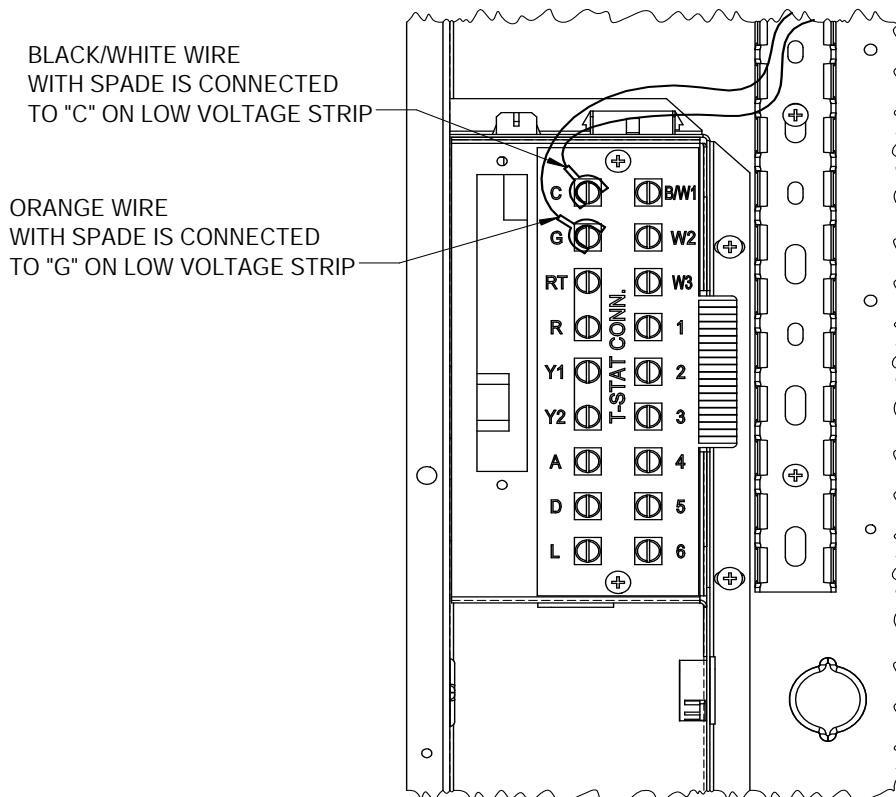 BLACK/WHITE WIRE
WITH SPADE IS CONNECTED
TO "C" ON LOW VOLTAGE STRIP
ORANGE WIRE
WITH SPADE IS CONNECTED
TO "G" ON LOW VOLTAGE STRIP
C B/W1
G W2
RT W3
R 1
Y1 2
Y2 3
A 4
D 5
L 6
T-STAT CONN.